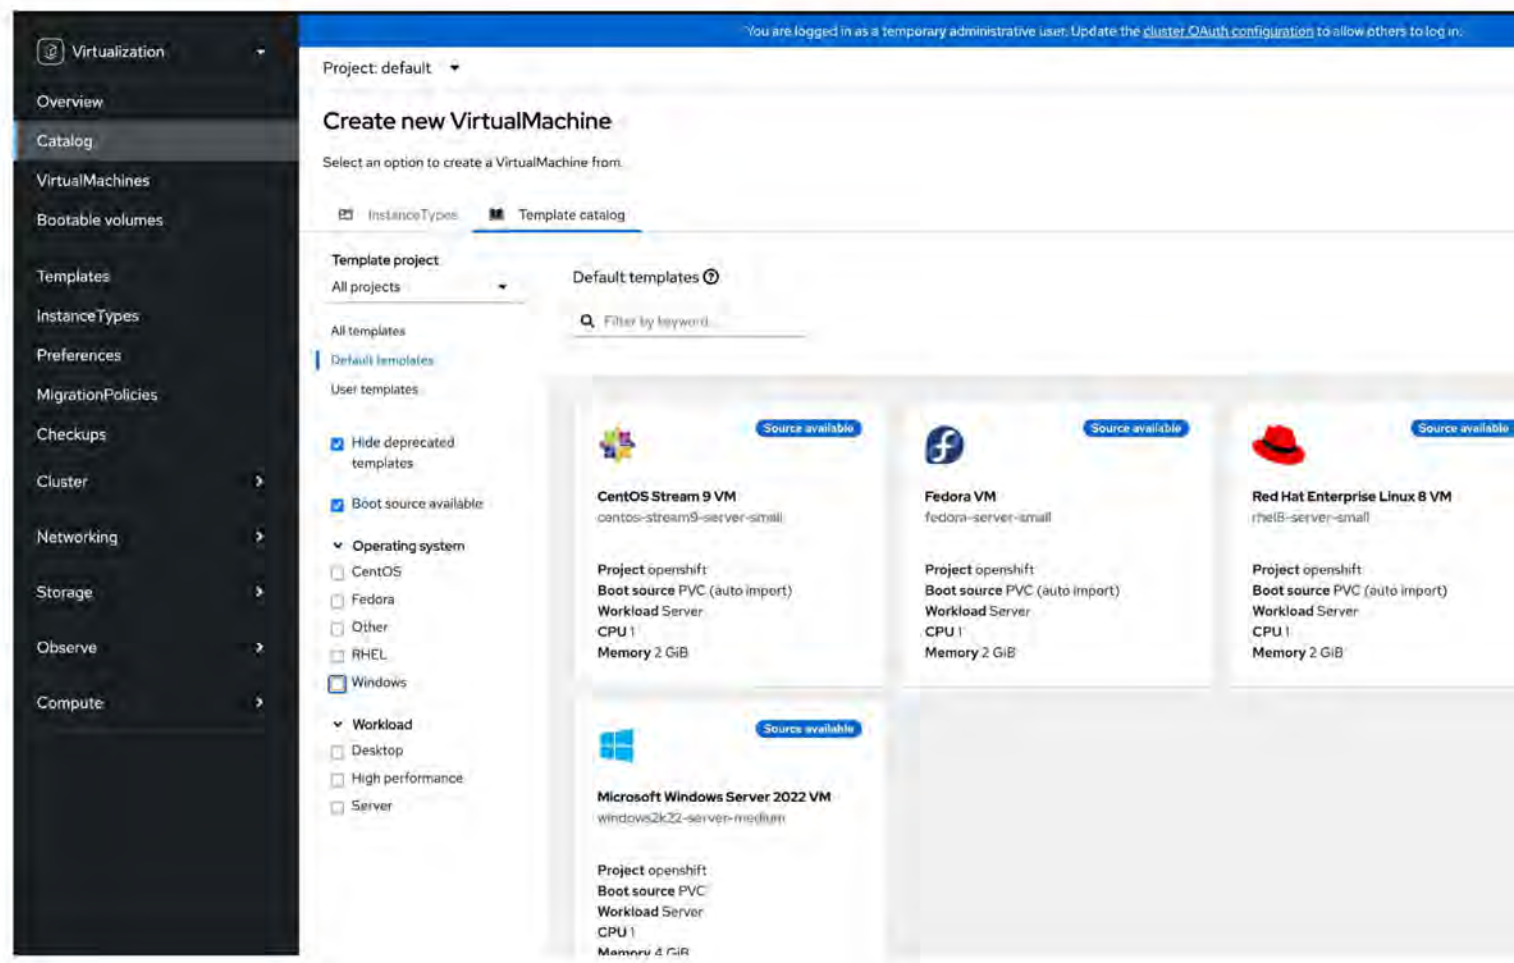 You are logged in as a temporary administrative user. Update the cluster OAuth configuration to allow others to log in.
Virtualization
Overview
Catalog
VirtualMachines
Bootable volumes
Templates
InstanceTypes
Preferences
MigrationPolicies
Checkups
Cluster
Networking
Storage
Observe
Compute
Project: default
Create new VirtualMachine
Select an option to create a VirtualMachine from.
InstanceTypes
Template catalog
Template project
All projects
All templates
Default templates
User templates
Hide deprecated
templates
Boot source available
Operating system
CentOS
Fedora
Other
RHEL
Windows
Workload
Desktop
High performance
Server
Default templates
Filter by keyword...
Source available
CentOS Stream 9 VM
centos-stream9-server-small
Project openshift
Boot source PVC (auto import)
Workload Server
CPU 1
Memory 2 GiB
Source available
Fedora VM
fedora-server-small
Project openshift
Boot source PVC (auto import)
Workload Server
CPU 1
Memory 2 GiB
Source available
Red Hat Enterprise Linux 8 VM
rhel8-server-small
Project openshift
Boot source PVC (auto import)
Workload Server
CPU 1
Memory 2 GiB
Source available
Microsoft Windows Server 2022 VM
windows2k22-server-medium
Project openshift
Boot source PVC
Workload Server
CPU 1
Memory 4 GiB